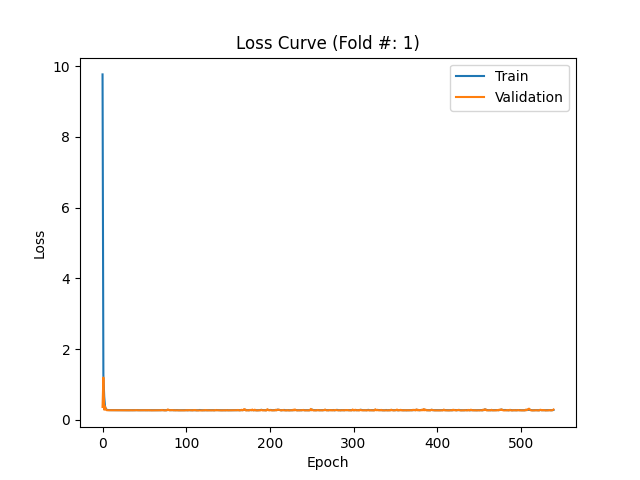 Loss Curve (Fold #: 1)
Train
Validation
10
8
6
4
2
0
Loss
0 100 200 300 400 500
Epoch